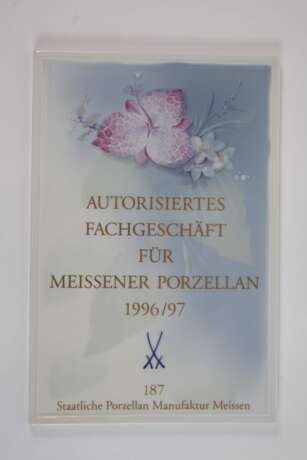 AUTORISIERTES
FACHGESCHÄFT
FÜR
MEISSENER PORZELLAN
1996/97
187
Staatliche Porzellan Manufaktur Meissen